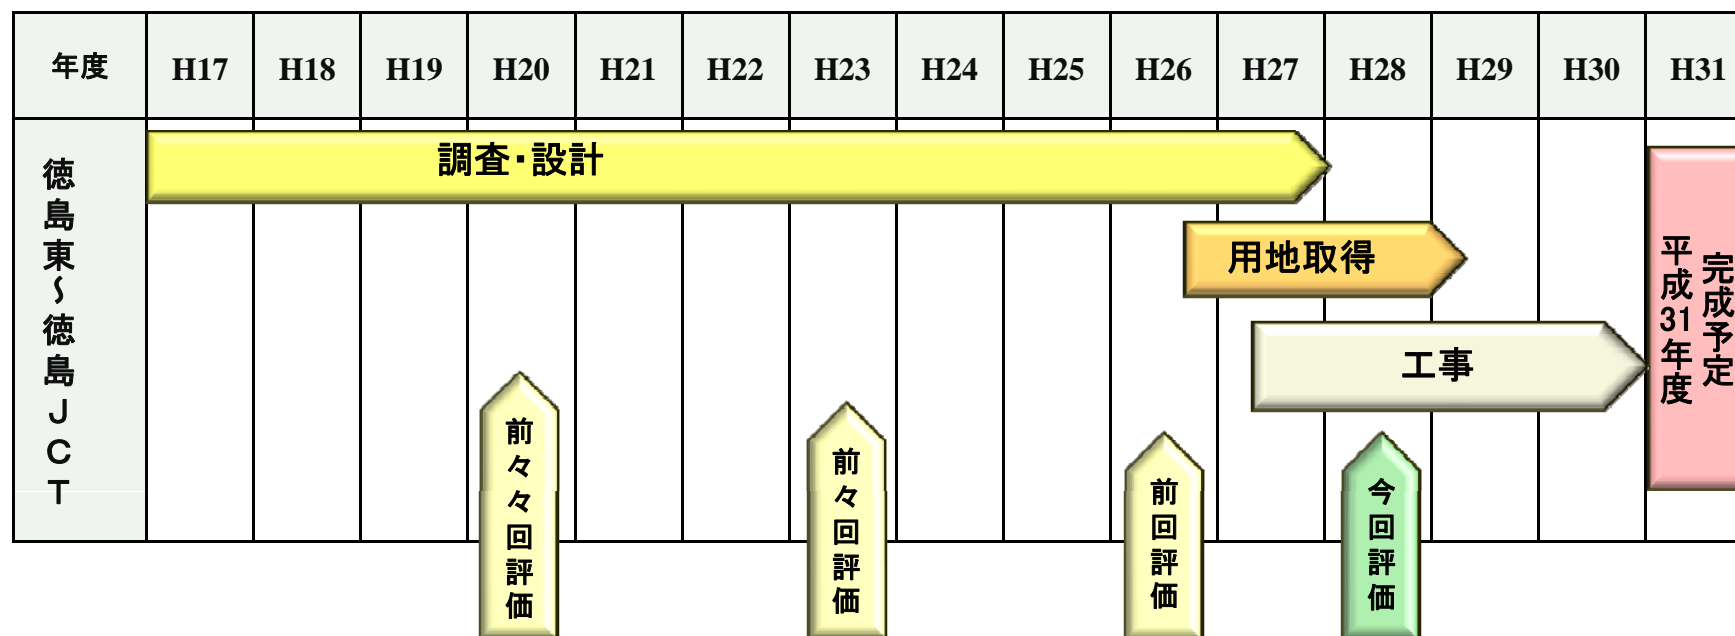 年度 H17 H18 H19 H20 H21 H22 H23 H24 H25 H26 H27 H28 H29 H30 H31
徳島東～徳島ＪＣＴ
調査・設計
用地取得
工事
完成予定
平成31年度
前々々回評価
前々回評価
前回評価
今回評価